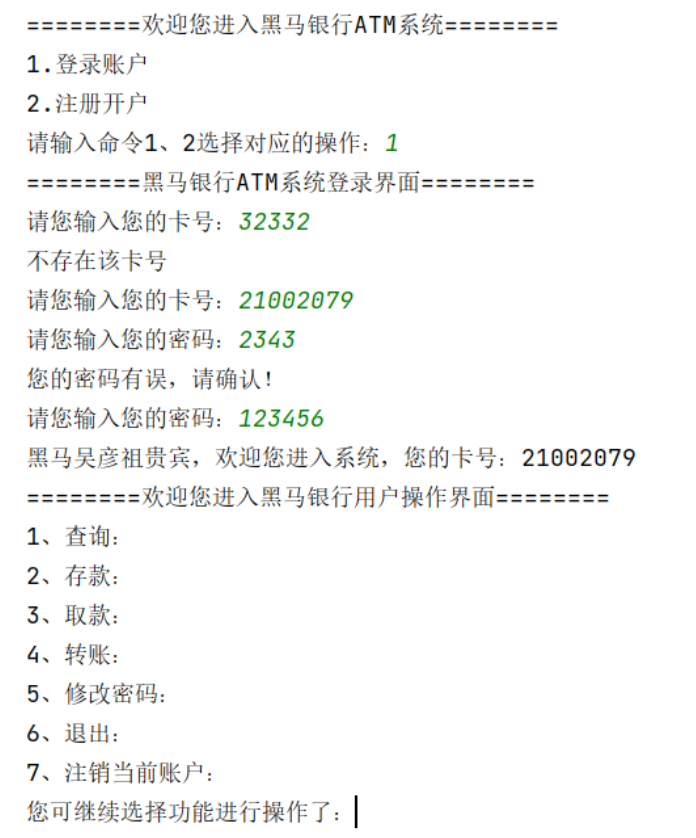 ========欢迎您进入黑马银行ATM系统========
1.登录账户
2.注册开户
请输入命令1、2选择对应的操作：1
========黑马银行ATM系统登录界面========
请您输入您的卡号：32332
不存在该卡号
请您输入您的卡号：21002079
请您输入您的密码：2343
您的密码有误，请确认！
请您输入您的密码：123456
黑马吴彦祖贵宾，欢迎您进入系统，您的卡号：21002079
========欢迎您进入黑马银行用户操作界面========
1、查询：
2、存款：
3、取款：
4、转账：
5、修改密码：
6、退出：
7、注销当前账户：
您可继续选择功能进行操作了：